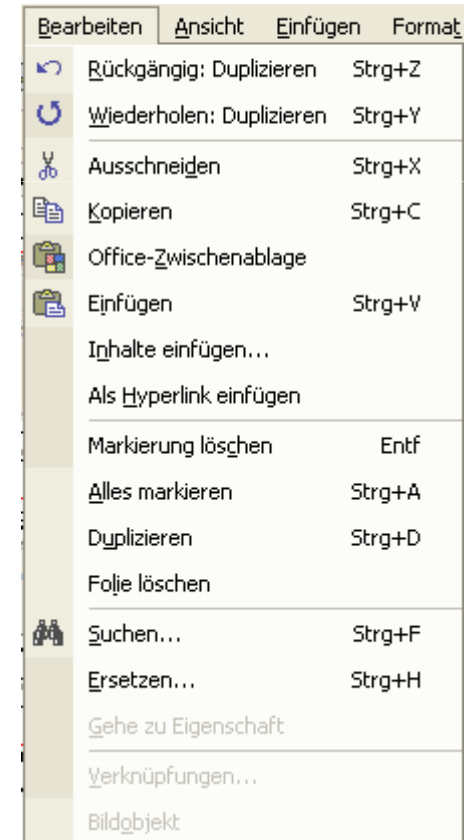 Bearbeiten Ansicht Einfügen Format
Rückgängig: Duplizieren Strg+Z
Wiederholen: Duplizieren Strg+Y
Ausschneiden Strg+X
Kopieren Strg+C
Office-Zwischenablage
Einfügen Strg+V
Inhalte einfügen...
Als Hyperlink einfügen
Markierung löschen Entf
Alles markieren Strg+A
Duplizieren Strg+D
Folie löschen
Suchen... Strg+F
Ersetzen... Strg+H
Gehe zu Eigenschaft
Verknüpfungen...
Bildobjekt